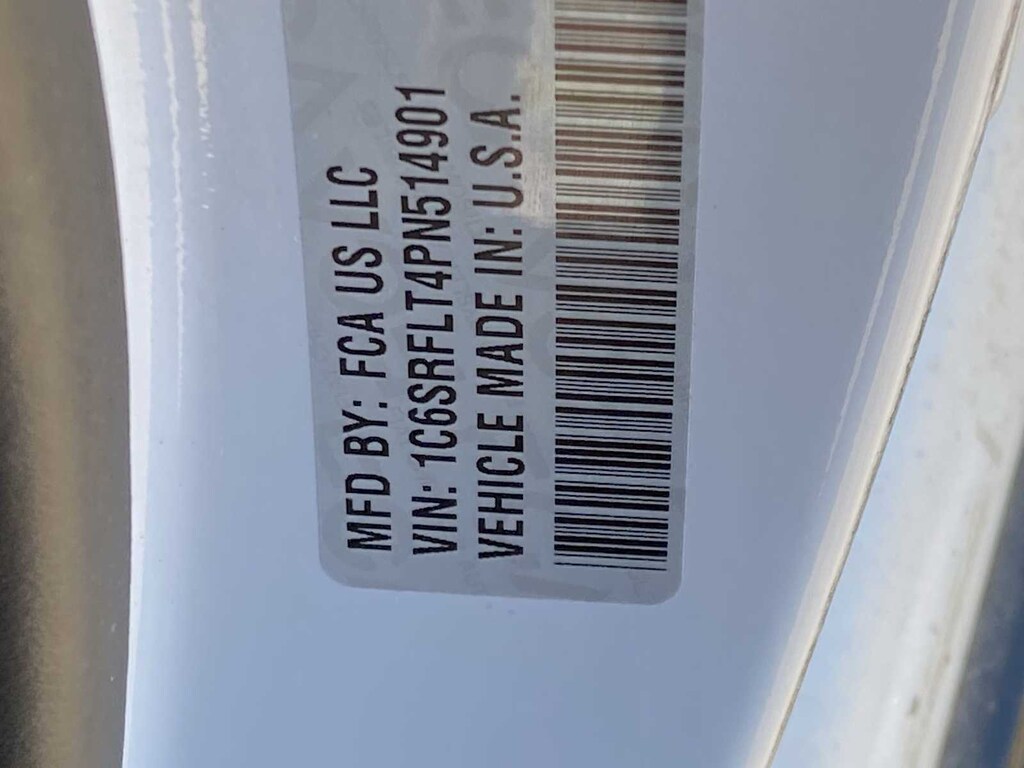 MFD BY: FCA US LLC
VIN: 1C6SRFLT4PN514901
VEHICLE MADE IN: U.S.A.